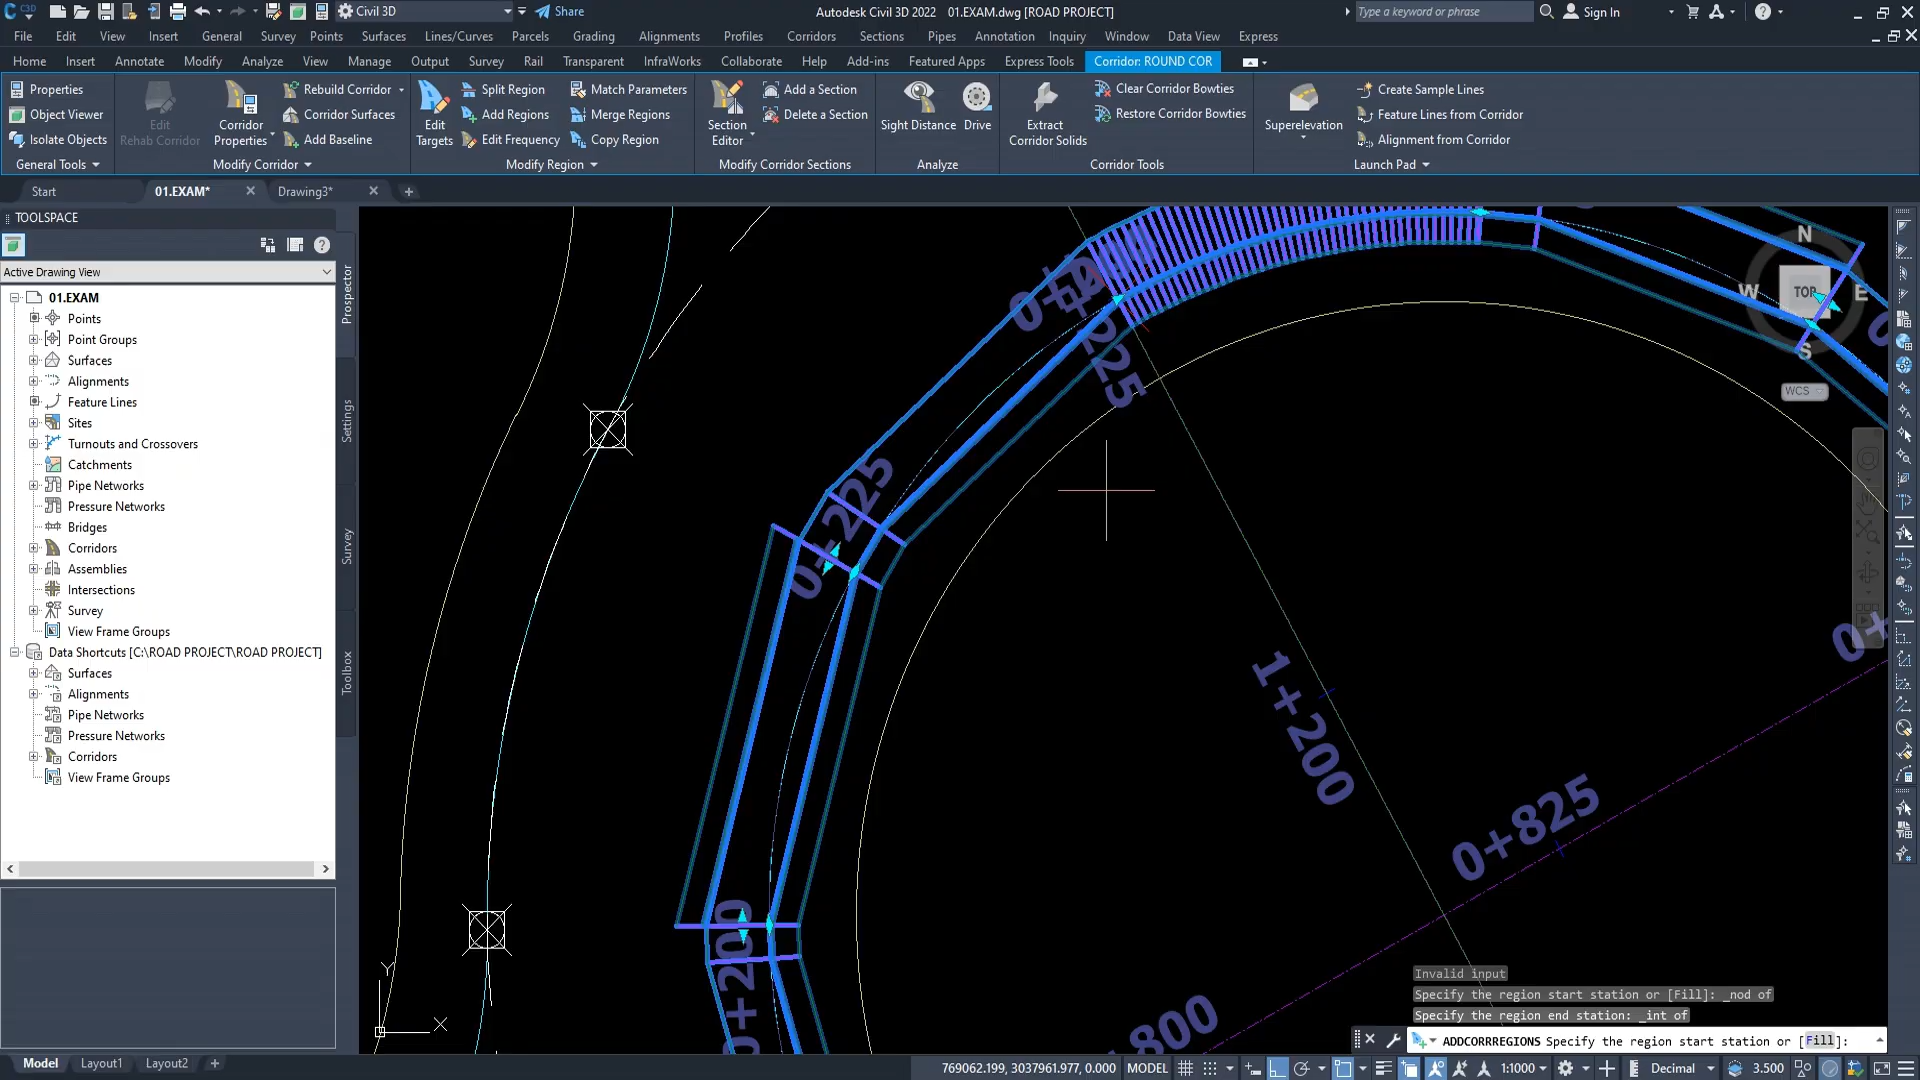 C3D
Civil 3D
Share
Autodesk Civil 3D 2022 01.EXAM.dwg [ROAD PROJECT]
Type a keyword or phrase
Sign In
File Edit View Insert General Survey Points Surfaces Lines/Curves Parcels Grading Alignments Profiles Corridors Sections Pipes Annotation Inquiry Window Data View Express
Home Insert Annotate Modify Analyze View Manage Output Survey Rail Transparent InfraWorks Collaborate Help Add-ins Featured Apps Express Tools Corridor: ROUND COR
Properties
Object Viewer
Isolate Objects
General Tools
Edit
Rehab Corridor
Corridor
Properties
Rebuild Corridor
Corridor Surfaces
Add Baseline
Modify Corridor
Edit
Targets
Split Region
Add Regions
Edit Frequency
Match Parameters
Merge Regions
Copy Region
Modify Region
Section
Editor
Add a Section
Delete a Section
Modify Corridor Sections
Sight Distance
Drive
Analyze
Extract
Corridor Solids
Clear Corridor Bowties
Restore Corridor Bowties
Corridor Tools
Superelevation
Create Sample Lines
Feature Lines from Corridor
Alignment from Corridor
Launch Pad
Start
01.EXAM*
Drawing3*
TOOLSPACE
Active Drawing View
01.EXAM
Points
Point Groups
Surfaces
Alignments
Feature Lines
Sites
Turnouts and Crossovers
Catchments
Pipe Networks
Pressure Networks
Bridges
Corridors
Assemblies
Intersections
Survey
View Frame Groups
Data Shortcuts [C:\ROAD PROJECT\ROAD PROJECT]
Surfaces
Alignments
Pipe Networks
Pressure Networks
Corridors
View Frame Groups
Prospector
Settings
Survey
Toolbox
N
W
TOP
E
S
WCS
225
0+225
0+200
1+200
0+825
800
0+
Y
X
Invalid input
Specify the region start station or [Fill]: _nod of
Specify the region end station: _int of
ADDCORRREGIONS Specify the region start station or [Fill]:
Model Layout1 Layout2
769062.199, 3037961.977, 0.000 MODEL
1:1000
Decimal
3.500